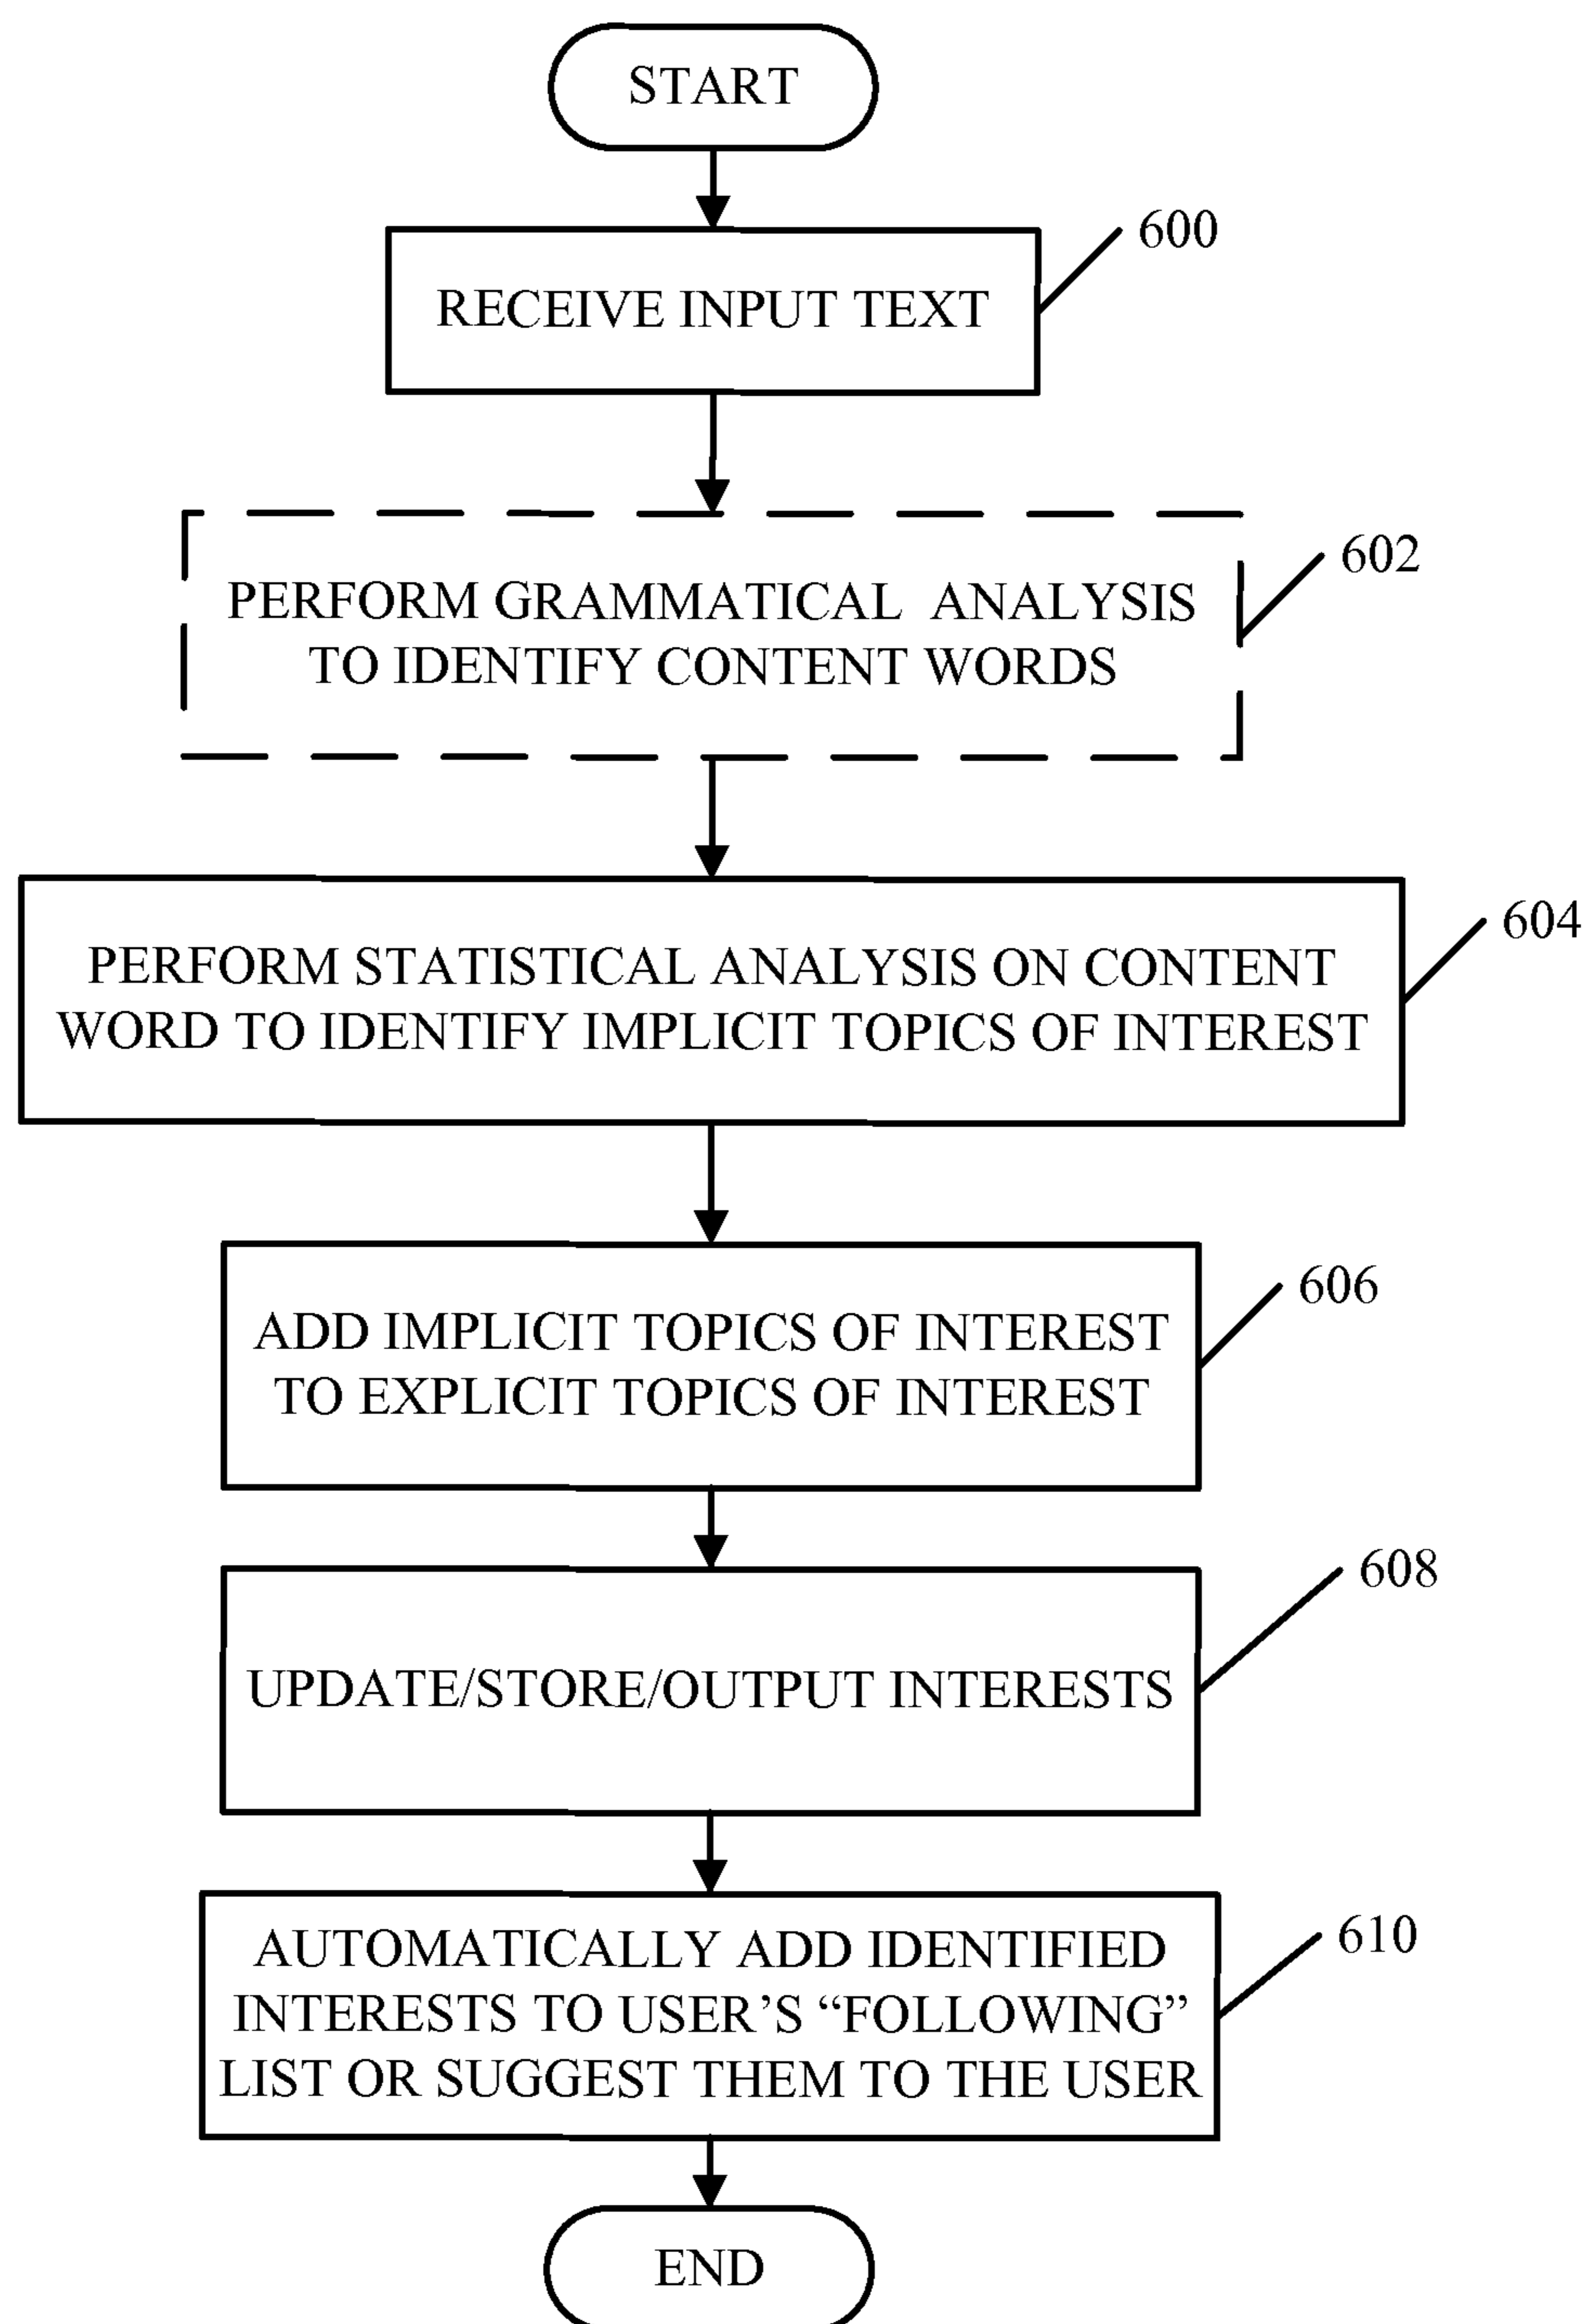 START
600
RECEIVE INPUT TEXT
602
PERFORM GRAMMATICAL ANALYSIS
TO IDENTIFY CONTENT WORDS
604
PERFORM STATISTICAL ANALYSIS ON CONTENT
WORD TO IDENTIFY IMPLICIT TOPICS OF INTEREST
606
ADD IMPLICIT TOPICS OF INTEREST
TO EXPLICIT TOPICS OF INTEREST
608
UPDATE/STORE/OUTPUT INTERESTS
610
AUTOMATICALLY ADD IDENTIFIED
INTERESTS TO USER’S “FOLLOWING”
LIST OR SUGGEST THEM TO THE USER
END